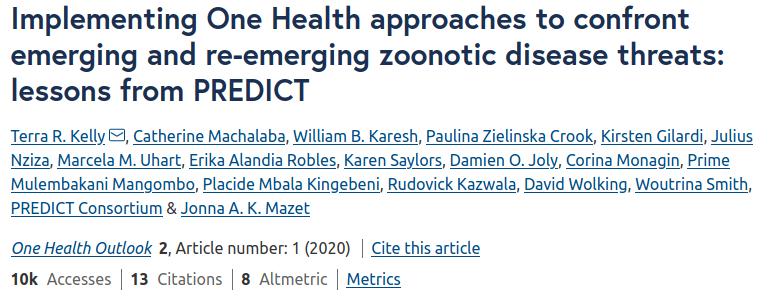 Implementing One Health approaches to confront
emerging and re-emerging zoonotic disease threats:
lessons from PREDICT
Terra R. Kelly, Catherine Machalaba, William B. Karesh, Paulina Zielinska Crook, Kirsten Gilardi, Julius
Nziza, Marcela M. Uhart, Erika Alandia Robles, Karen Saylors, Damien O. Joly, Corina Monagin, Prime
Mulembakani Mangombo, Placide Mbala Kingebeni, Rudovick Kazwala, David Wolking, Woutrina Smith,
PREDICT Consortium & Jonna A. K. Mazet
One Health Outlook 2, Article number: 1 (2020) | Cite this article
10k Accesses | 13 Citations | 8 Altmetric | Metrics